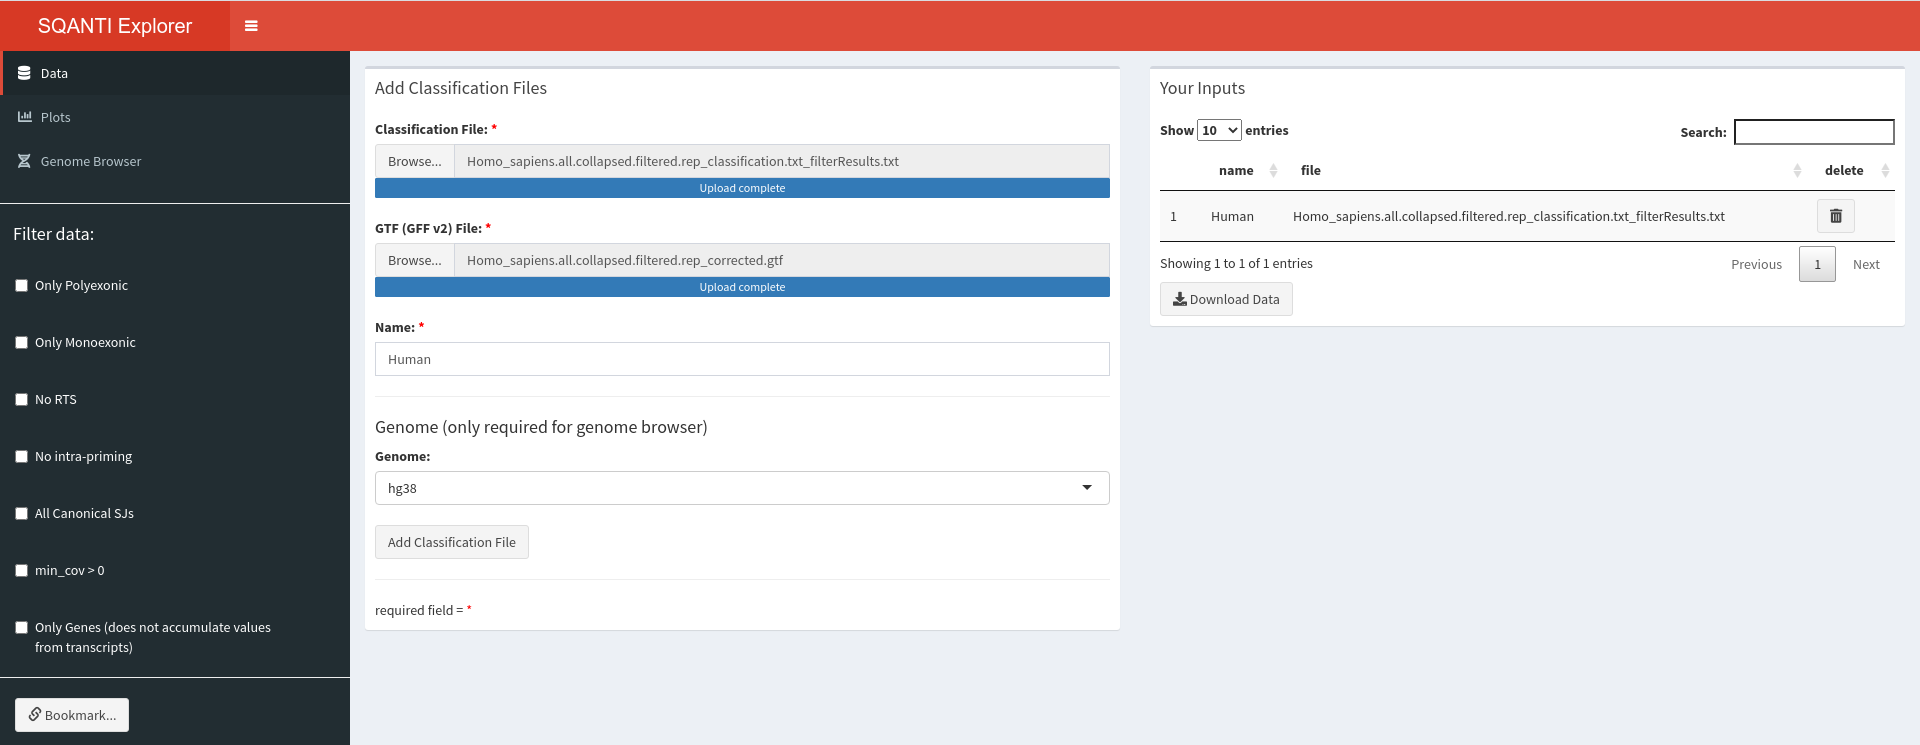 SQANTI Explorer
Data
Plots
Genome Browser
Filter data:
Only Polyexonic
Only Monoexonic
No RTS
No intra-priming
All Canonical SJs
min_cov > 0
Only Genes (does not accumulate values
from transcripts)
Bookmark...
Add Classification Files
Classification File: *
Browse... Homo_sapiens.all.collapsed.filtered.rep_classification.txt_filterResults.txt
Upload complete
GTF (GFF v2) File: *
Browse... Homo_sapiens.all.collapsed.filtered.rep_corrected.gtf
Upload complete
Name: *
Human
Genome (only required for genome browser)
Genome:
hg38
Add Classification File
required field = *
Your Inputs
Show 10 entries Search:
name file delete
1 Human Homo_sapiens.all.collapsed.filtered.rep_classification.txt_filterResults.txt
Showing 1 to 1 of 1 entries Previous 1 Next
Download Data